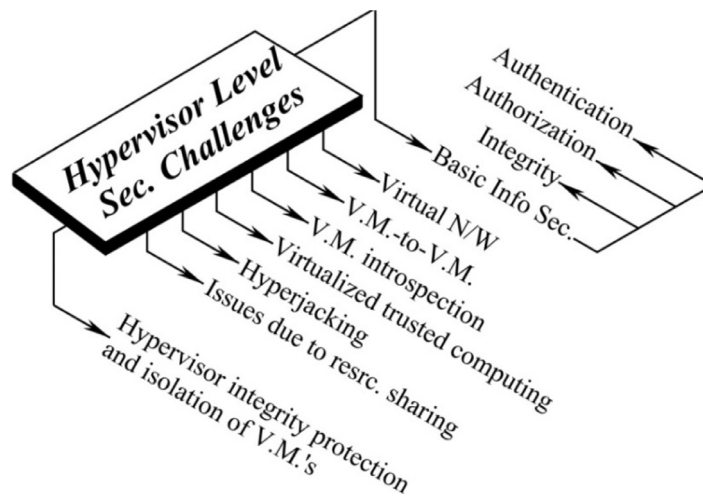 Hypervisor Level
Sec. Challenges
Authentication
Authorization
Integrity
Basic Info Sec.
Virtual N/W
V.M.-to-V.M.
V.M. introspection
Virtualized trusted computing
Hyperjacking
Issues due to resrc. sharing
Hypervisor integrity protection
and isolation of V.M.'s